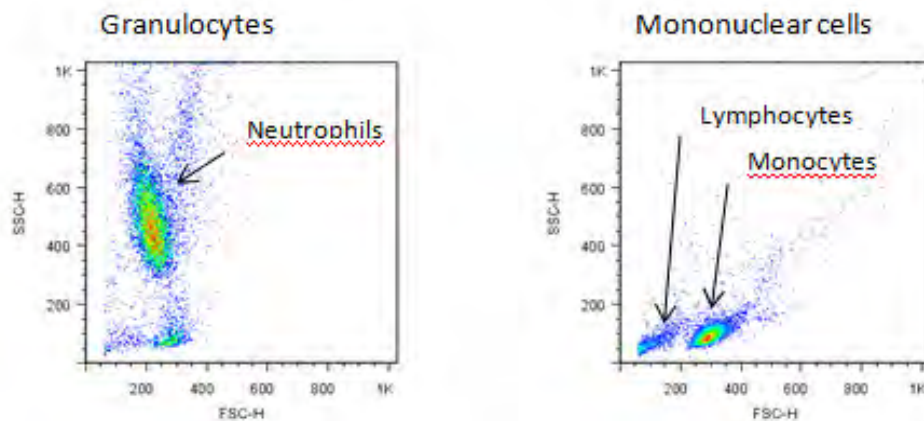 Granulocytes
1K
800
600
400
200
SSC-H
Neutrophils
200 400 600 800 1K
FSC-H
Mononuclear cells
1K
800
600
400
200
SSC-H
Lymphocytes
Monocytes
200 400 600 800 1K
FSC-H